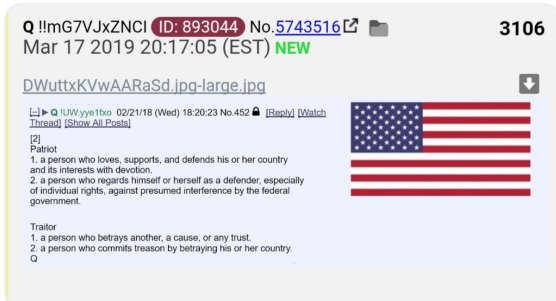 Q !!mG7VJxZNCI ID: 893044 No.5743516 3106
Mar 17 2019 20:17:05 (EST) NEW
DWuttxKVwAARaSd.jpg-large.jpg
[–] ▶ Q !UW.yye1fxo 02/21/18 (Wed) 18:20:23 No.452 [Reply] [Watch
Thread] [Show All Posts]
[2]
Patriot
1. a person who loves, supports, and defends his or her country
and its interests with devotion.
2. a person who regards himself or herself as a defender, especially
of individual rights, against presumed interference by the federal
government.
Traitor
1. a person who betrays another, a cause, or any trust.
2. a person who commits treason by betraying his or her country.
Q